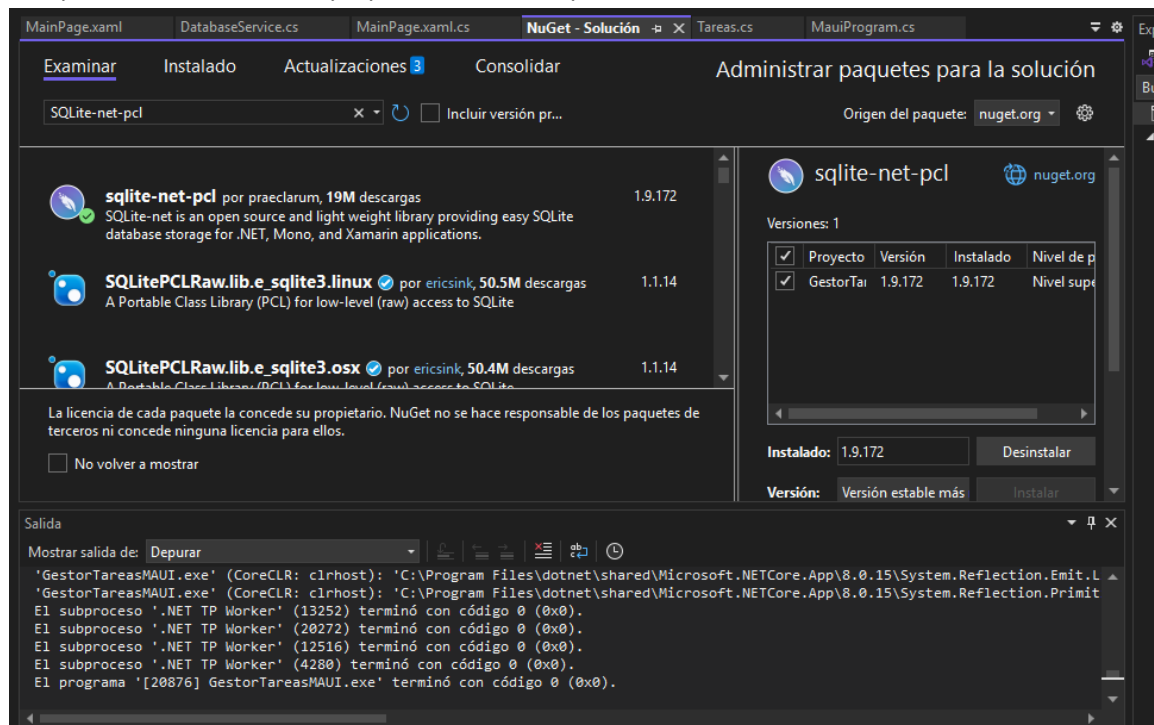 MainPage.xaml DatabaseService.cs MainPage.xaml.cs NuGet - Solución Tareas.cs MauiProgram.cs
Examinar Instalado Actualizaciones 3 Consolidar Administrar paquetes para la solución
SQLite-net-pcl Incluir versión pr... Origen del paquete: nuget.org
sqlite-net-pcl por praeclarum, 19M descargas 1.9.172
SQLite-net is an open source and light weight library providing easy SQLite
database storage for .NET, Mono, and Xamarin applications.
SQLitePCLRaw.lib.e_sqlite3.linux por ericsink, 50.5M descargas 1.1.14
A Portable Class Library (PCL) for low-level (raw) access to SQLite
SQLitePCLRaw.lib.e_sqlite3.osx por ericsink, 50.4M descargas 1.1.14
A Portable Class Library (PCL) for low-level (raw) access to SQLite
La licencia de cada paquete la concede su propietario. NuGet no se hace responsable de los paquetes de
terceros ni concede ninguna licencia para ellos.
No volver a mostrar
sqlite-net-pcl nuget.org
Versiones: 1
Proyecto Versión Instalado Nivel de p
GestorTar 1.9.172 1.9.172 Nivel supe
Instalado: 1.9.172 Desinstalar
Versión: Versión estable más Instalar
Salida
Mostrar salida de: Depurar
'GestorTareasMAUI.exe' (CoreCLR: clrhost): 'C:\Program Files\dotnet\shared\Microsoft.NETCore.App\8.0.15\System.Reflection.Emit.L
'GestorTareasMAUI.exe' (CoreCLR: clrhost): 'C:\Program Files\dotnet\shared\Microsoft.NETCore.App\8.0.15\System.Reflection.Primit
El subproceso '.NET TP Worker' (13252) terminó con código 0 (0x0).
El subproceso '.NET TP Worker' (20272) terminó con código 0 (0x0).
El subproceso '.NET TP Worker' (12516) terminó con código 0 (0x0).
El subproceso '.NET TP Worker' (4280) terminó con código 0 (0x0).
El programa '[20876] GestorTareasMAUI.exe' terminó con código 0 (0x0).